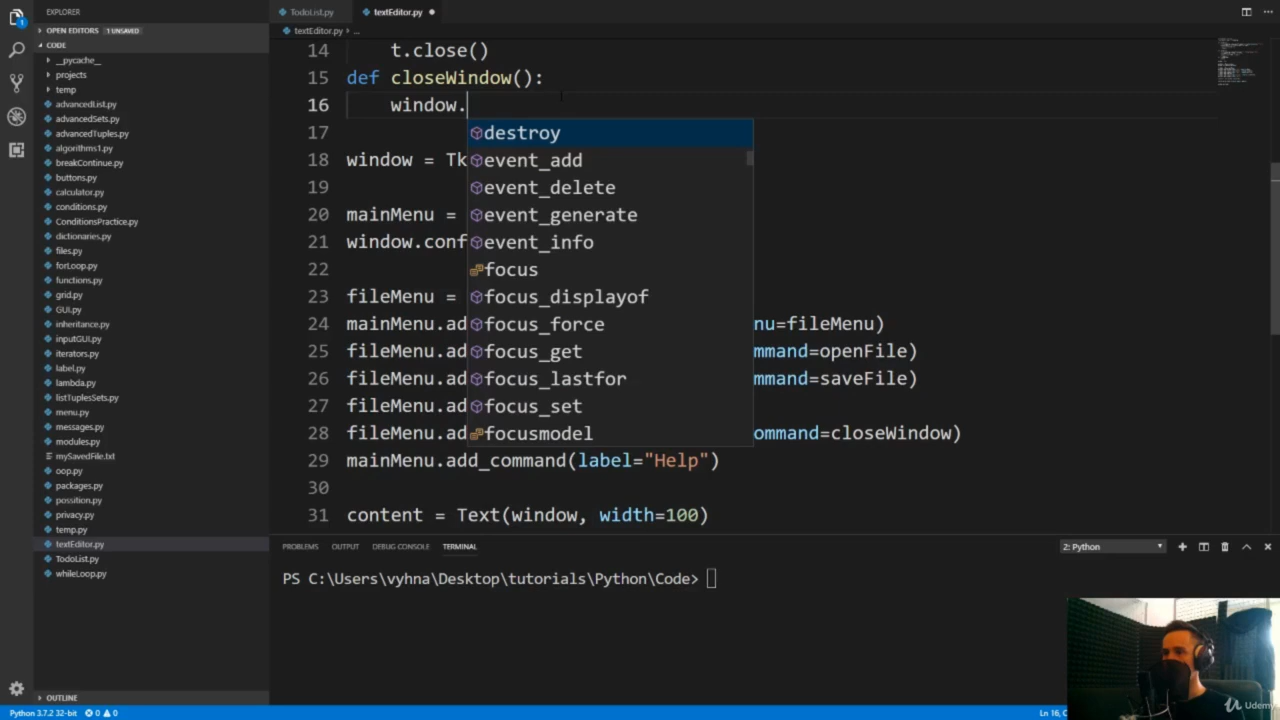 EXPLORER
OPEN EDITORS 1 UNSAVED
CODE
__pycache__
projects
temp
advancedList.py
advancedSets.py
advancedTuples.py
algorithms1.py
breakContinue.py
buttons.py
calculator.py
conditions.py
ConditionsPractice.py
dictionaries.py
files.py
forLoop.py
functions.py
grid.py
GUI.py
inheritance.py
inputGUI.py
iterators.py
label.py
lambda.py
listTuplesSets.py
menu.py
messages.py
modules.py
mySavedFile.txt
oop.py
packages.py
possition.py
privacy.py
temp.py
textEditor.py
TodoList.py
whileLoop.py
OUTLINE
TodoList.py textEditor.py
textEditor.py > ...
14 t.close()
15 def closeWindow():
16 window.
17
18 window = Tk
19
20 mainMenu =
21 window.conf
22
23 fileMenu =
24 mainMenu.ad nu=fileMenu)
25 fileMenu.ad mmand=openFile)
26 fileMenu.ad mmand=saveFile)
27 fileMenu.ad
28 fileMenu.ad ommand=closeWindow)
29 mainMenu.add_command(label="Help")
30
31 content = Text(window, width=100)
destroy
event_add
event_delete
event_generate
event_info
focus
focus_displayof
focus_force
focus_get
focus_lastfor
focus_set
focusmodel
PROBLEMS OUTPUT DEBUG CONSOLE TERMINAL 2: Python
PS C:\Users\vyhna\Desktop\tutorials\Python\Code>
Python 3.7.2 32-bit 0 0 Ln 16, C
Udemy
1